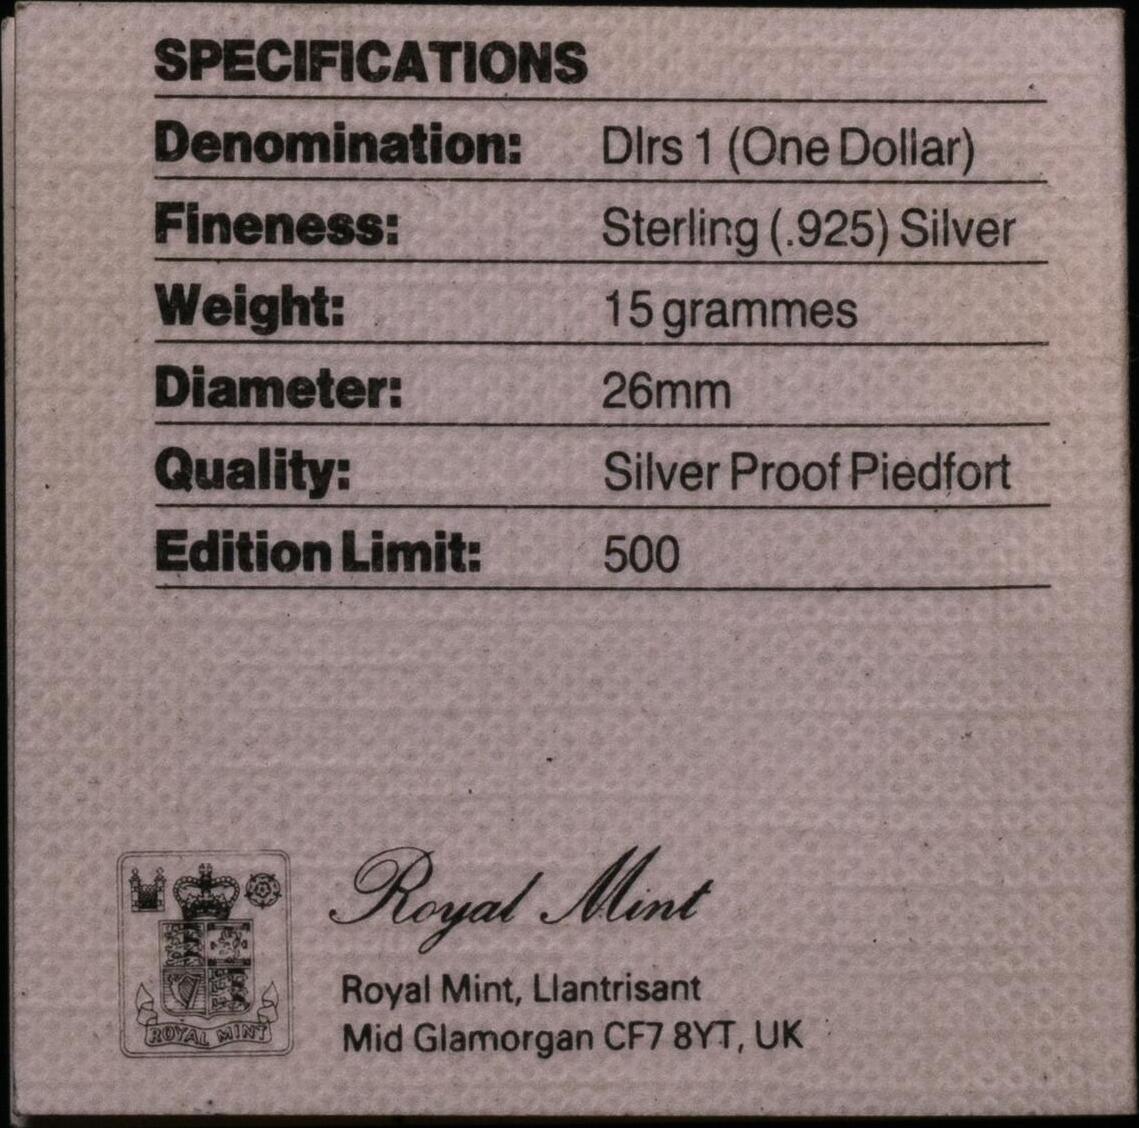 SPECIFICATIONS
Denomination: Dlrs 1 (One Dollar)
Fineness: Sterling (.925) Silver
Weight: 15 grammes
Diameter: 26mm
Quality: Silver Proof Piedfort
Edition Limit: 500
Royal Mint
ROYAL MINT
Royal Mint, Llantrisant
Mid Glamorgan CF7 8YT, UK